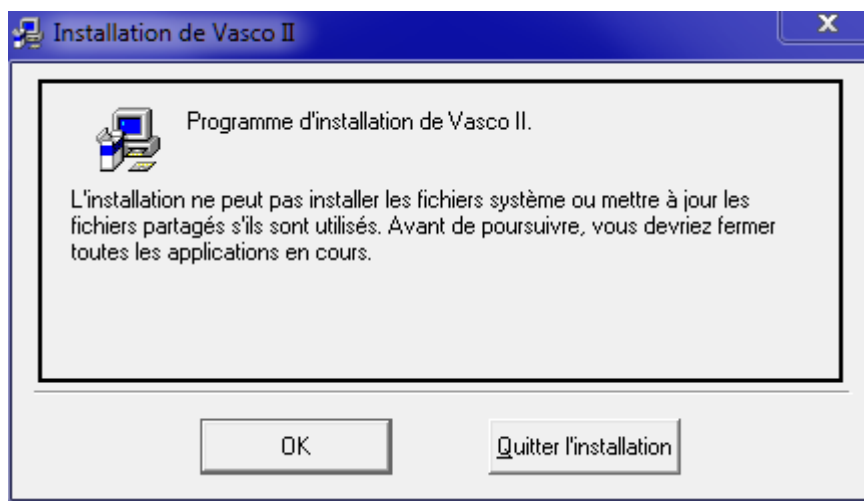 Installation de Vasco II
Programme d'installation de Vasco II.
L'installation ne peut pas installer les fichiers système ou mettre à jour les
fichiers partagés s'ils sont utilisés. Avant de poursuivre, vous devriez fermer
toutes les applications en cours.
OK
Quitter l'installation